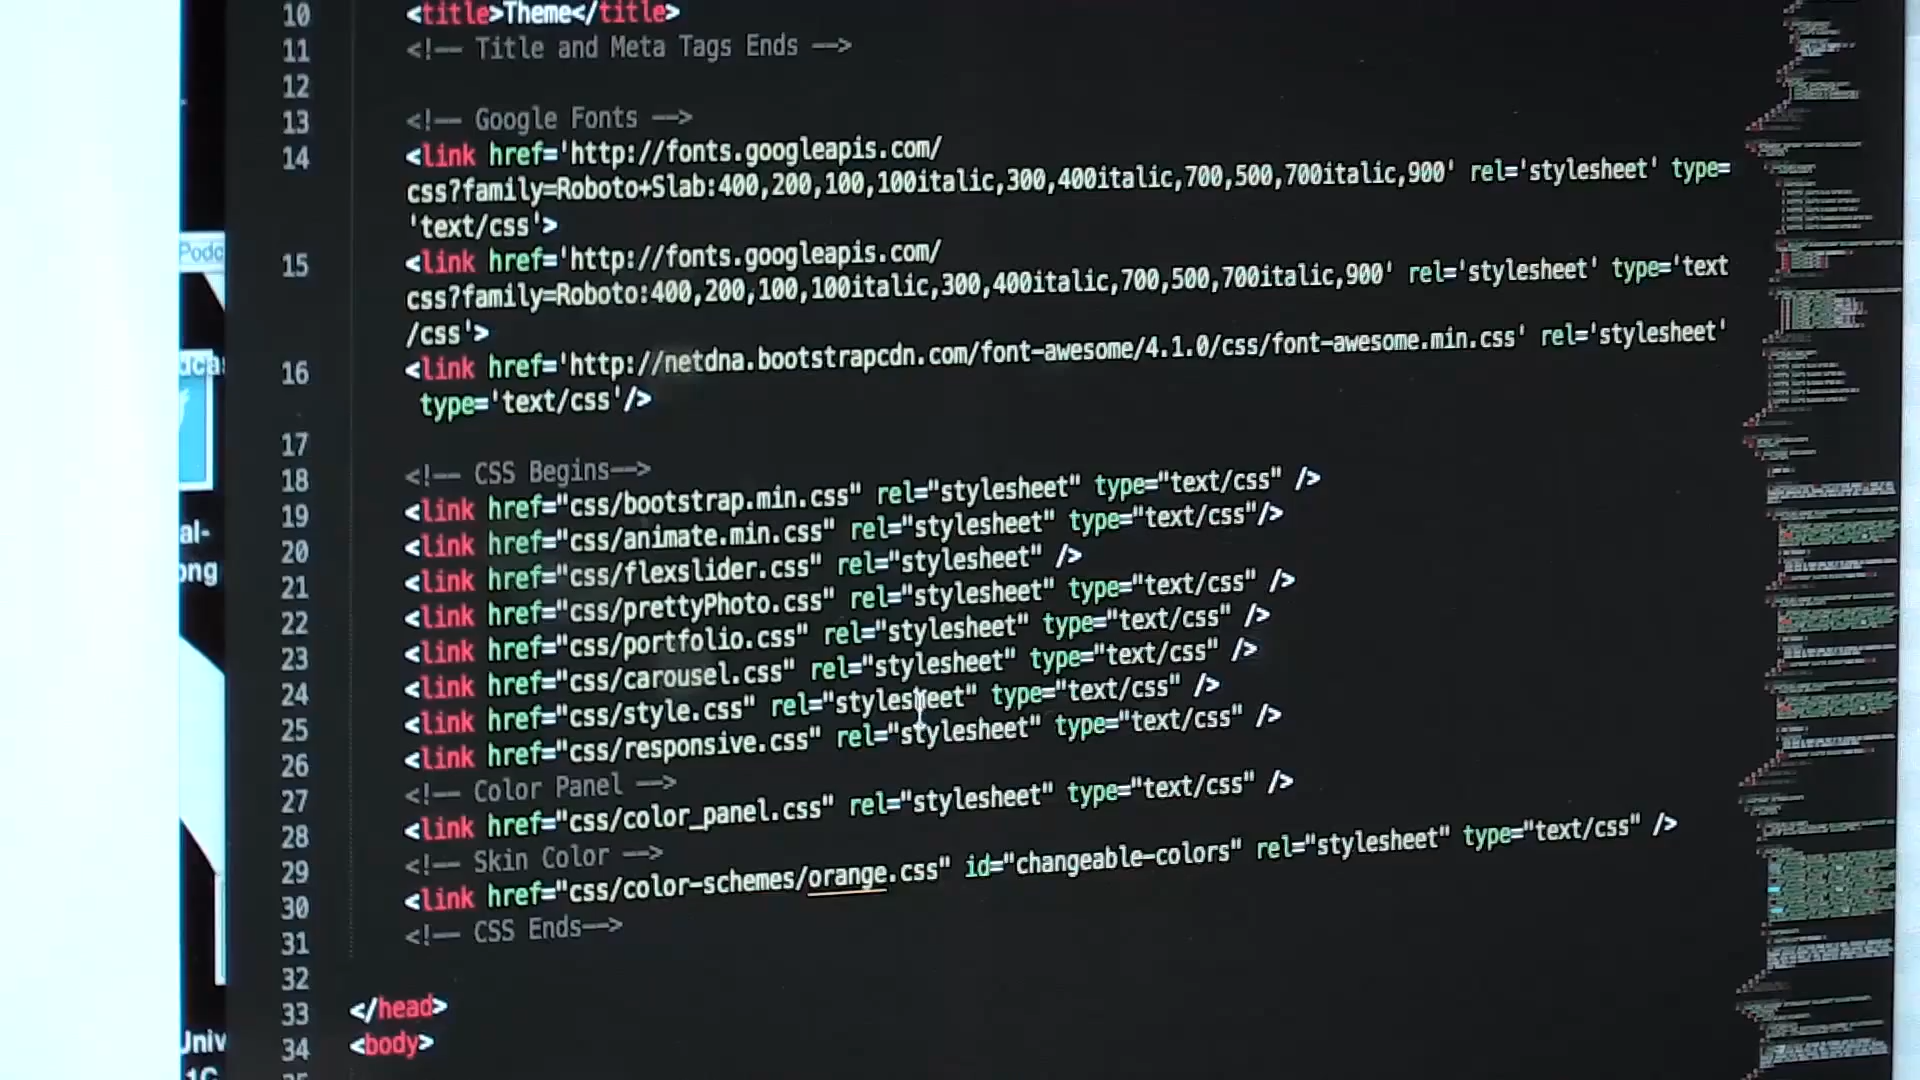 10 <title>Theme</title>
11 <!-- Title and Meta Tags Ends -->
12
13 <!-- Google Fonts -->
14 <link href='http://fonts.googleapis.com/
css?family=Roboto+Slab:400,200,100,100italic,300,400italic,700,500,700italic,900' rel='stylesheet' type=
'text/css'>
15 <link href='http://fonts.googleapis.com/
css?family=Roboto:400,200,100,100italic,300,400italic,700,500,700italic,900' rel='stylesheet' type='text
/css'>
16 <link href='http://netdna.bootstrapcdn.com/font-awesome/4.1.0/css/font-awesome.min.css' rel='stylesheet'
type='text/css'/>
17
18 <!-- CSS Begins-->
19 <link href="css/bootstrap.min.css" rel="stylesheet" type="text/css" />
20 <link href="css/animate.min.css" rel="stylesheet" type="text/css"/>
21 <link href="css/flexslider.css" rel="stylesheet" />
22 <link href="css/prettyPhoto.css" rel="stylesheet" type="text/css" />
23 <link href="css/portfolio.css" rel="stylesheet" type="text/css" />
24 <link href="css/carousel.css" rel="stylesheet" type="text/css" />
25 <link href="css/style.css" rel="stylesheet" type="text/css" />
26 <link href="css/responsive.css" rel="stylesheet" type="text/css" />
27 <!-- Color Panel -->
28 <link href="css/color_panel.css" rel="stylesheet" type="text/css" />
29 <!-- Skin Color -->
30 <link href="css/color-schemes/orange.css" id="changeable-colors" rel="stylesheet" type="text/css" />
31 <!-- CSS Ends-->
32
33 </head>
34 <body>
Podc
dcas
al-
ong
Univ